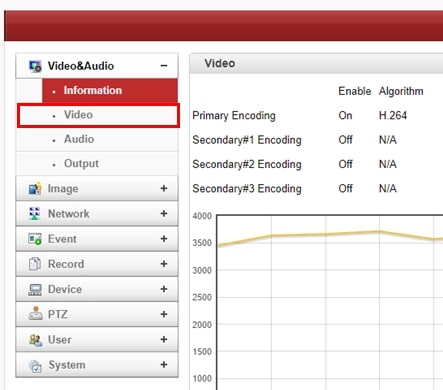 Video&Audio
Information
Video
Audio
Output
Image
Network
Event
Record
Device
PTZ
User
System
Video
Enable Algorithm
Primary Encoding On H.264
Secondary#1 Encoding Off N/A
Secondary#2 Encoding Off N/A
Secondary#3 Encoding Off N/A
4000
3500
3000
2500
2000
1500
1000